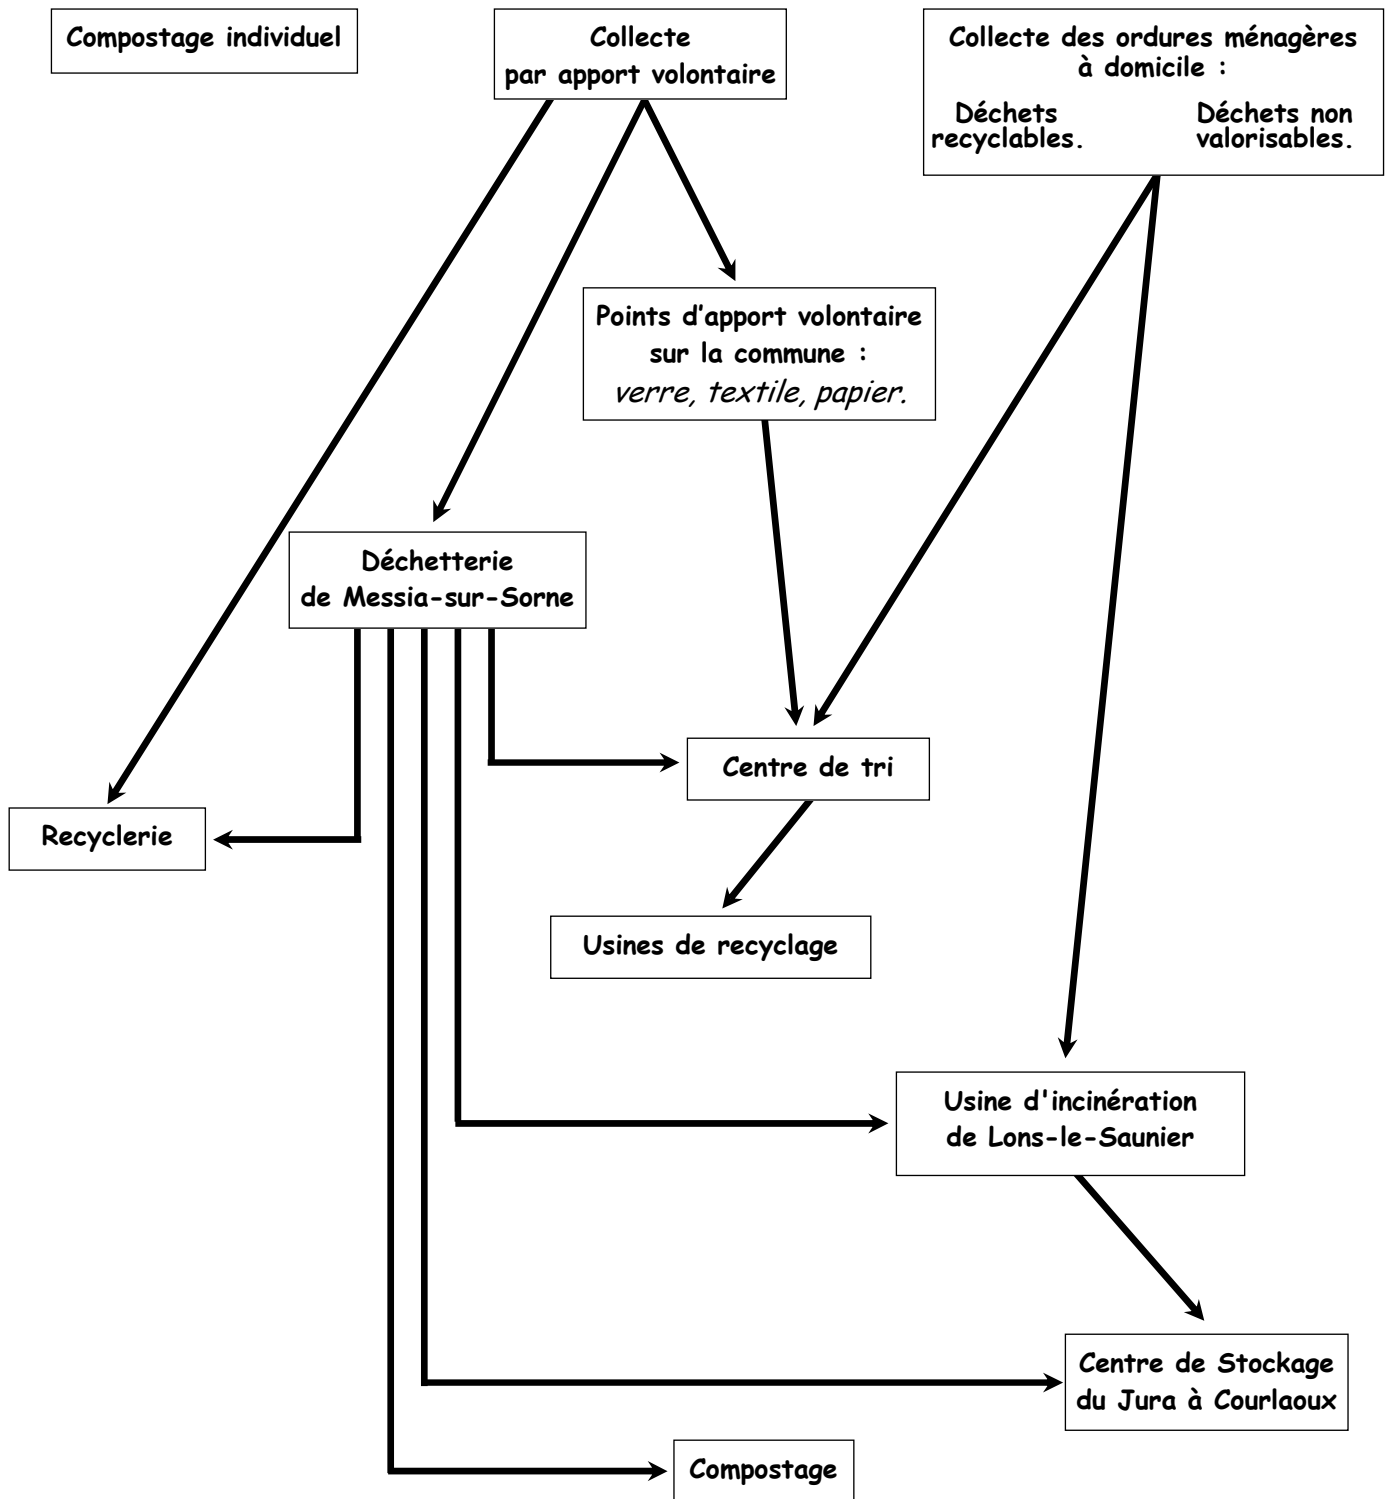 Compostage individuel
Collecte
par apport volontaire
Collecte des ordures ménagères
à domicile :
Déchets
recyclables.
Déchets non
valorisables.
Points d'apport volontaire
sur la commune :
verre, textile, papier.
Déchetterie
de Messia-sur-Sorne
Centre de tri
Recyclerie
Usines de recyclage
Usine d'incinération
de Lons-le-Saunier
Centre de Stockage
du Jura à Courlaoux
Compostage